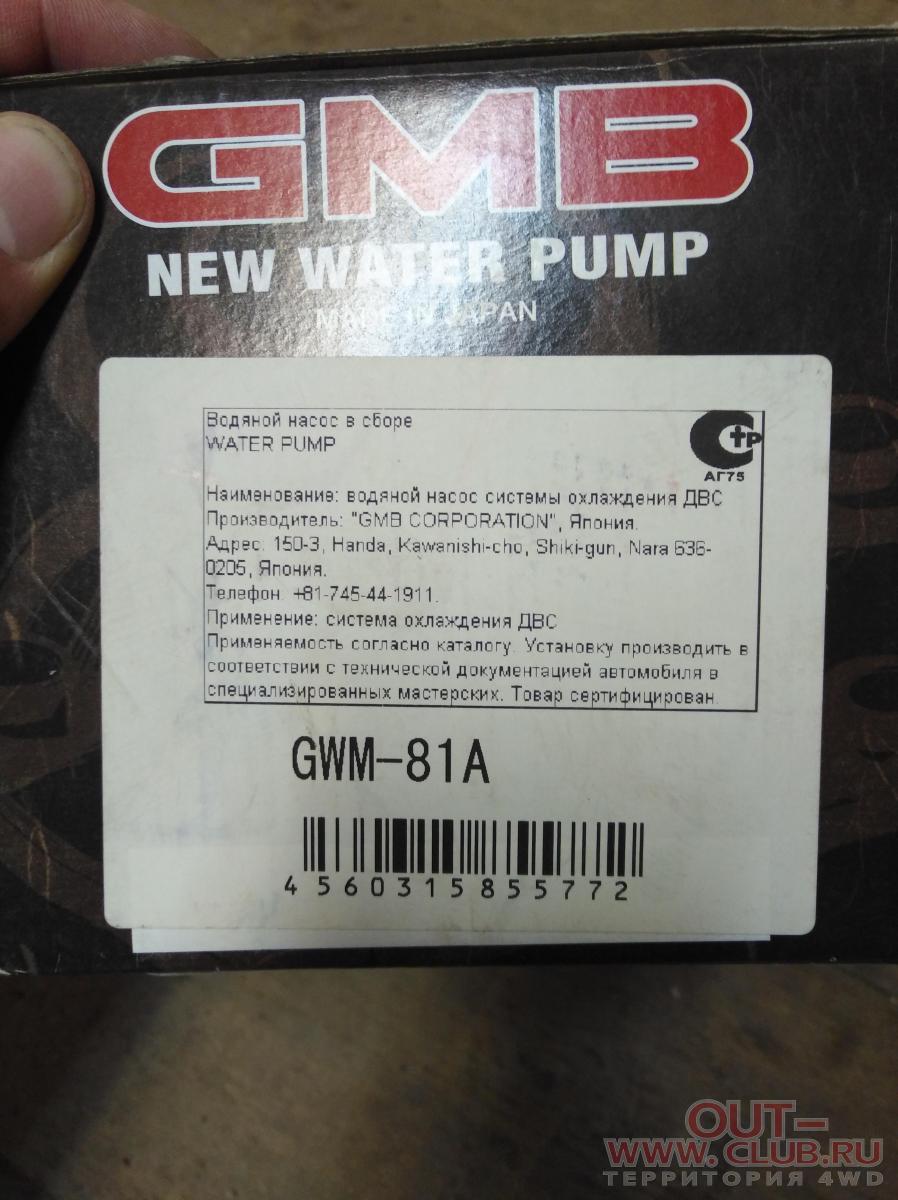 GMB
NEW WATER PUMP
MADE IN JAPAN
Водяной насос в сборе
WATER PUMP
АГ75
Наименование: водяной насос системы охлаждения ДВС
Производитель: "GMB CORPORATION", Япония.
Адрес: 150-3, Handa, Kawanishi-cho, Shiki-gun, Nara 636-
0205, Япония.
Телефон: +81-745-44-1911.
Применение: система охлаждения ДВС
Применяемость согласно каталогу. Установку производить в
соответствии с технической документацией автомобиля в
специализированных мастерских. Товар сертифицирован.
GWM-81A
4560315855772
OUT-
WWW.CLUB.RU
ТЕРРИТОРИЯ 4WD